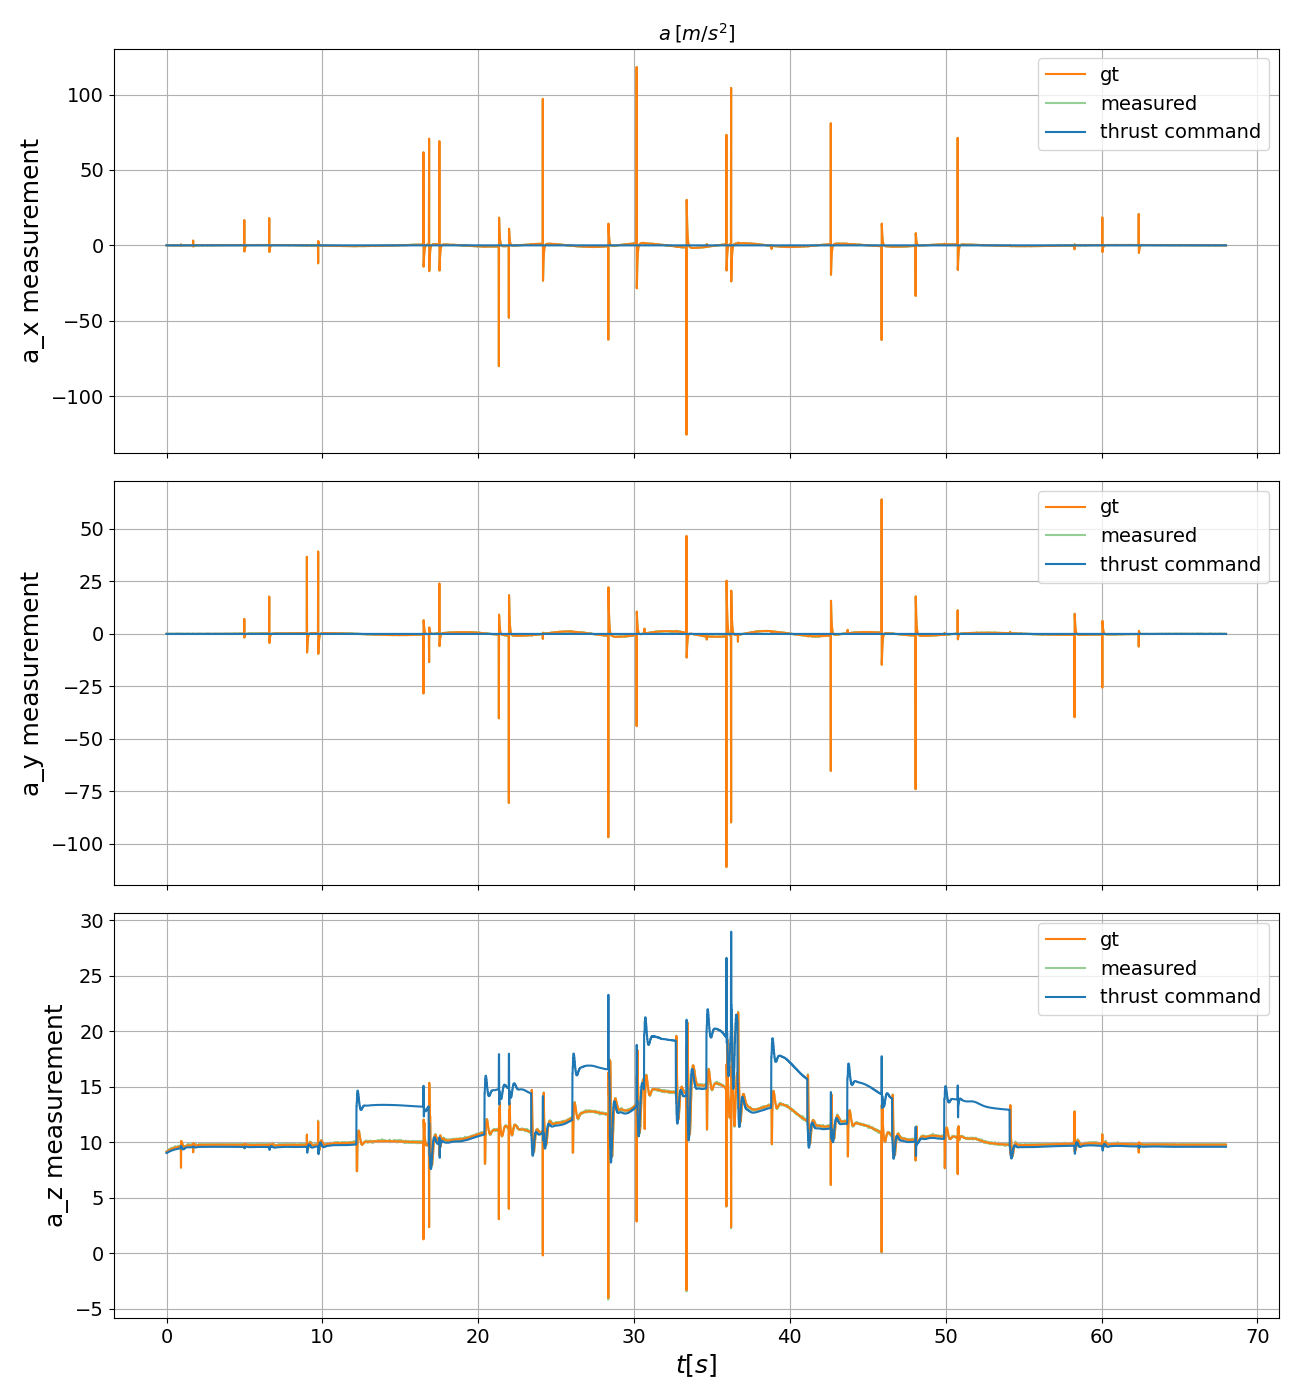 a [m/s²]
gt
measured
thrust command
a_x measurement
100
50
0
−50
−100
gt
measured
thrust command
a_y measurement
50
25
0
−25
−50
−75
−100
gt
measured
thrust command
a_z measurement
30
25
20
15
10
5
0
−5
0 10 20 30 40 50 60 70
t[s]